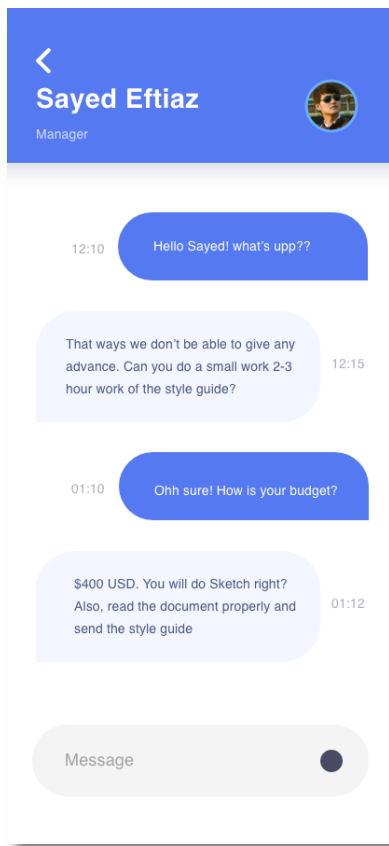 Sayed Eftiaz
Manager
12:10
Hello Sayed! what's upp??
That ways we don't be able to give any
advance. Can you do a small work 2-3
hour work of the style guide?
12:15
01:10
Ohh sure! How is your budget?
$400 USD. You will do Sketch right?
Also, read the document properly and
send the style guide
01:12
Message